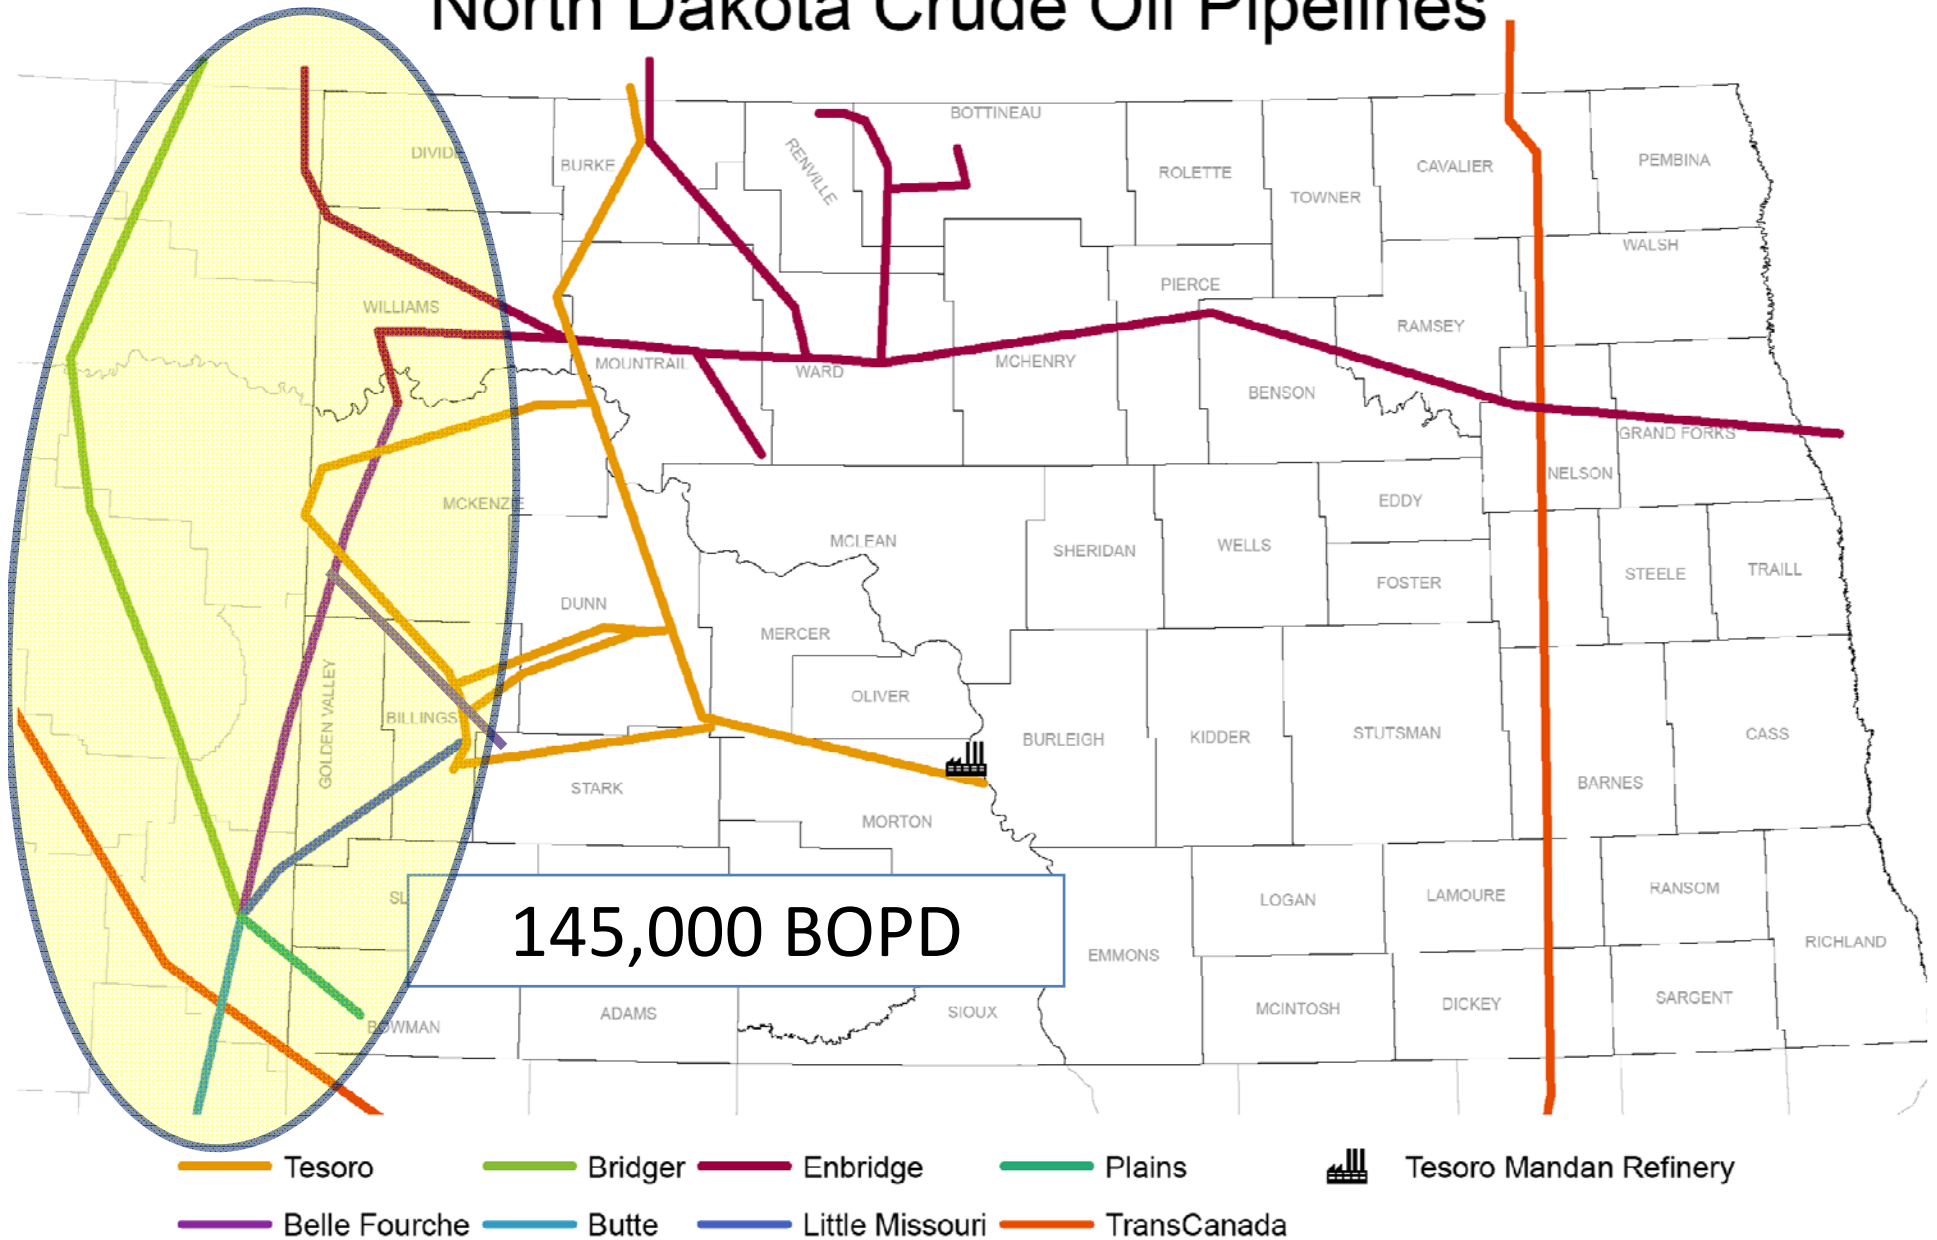 North Dakota Crude Oil Pipelines
BOTTINEAU
DIVIDE
BURKE
RENVILLE
ROLETTE
CAVALIER
PEMBINA
TOWNER
WALSH
WILLIAMS
PIERCE
RAMSEY
MOUNTRAIL
WARD
MCHENRY
BENSON
GRAND FORKS
NELSON
MCKENZIE
EDDY
MCLEAN
SHERIDAN
WELLS
STEELE
TRAILL
FOSTER
DUNN
MERCER
GOLDEN VALLEY
OLIVER
BILLINGS
BURLEIGH
KIDDER
STUTSMAN
CASS
STARK
BARNES
MORTON
SL
145,000 BOPD
LOGAN
LAMOURE
RANSOM
EMMONS
RICHLAND
BOWMAN
ADAMS
SIOUX
MCINTOSH
DICKEY
SARGENT
Tesoro Bridger Enbridge Plains Tesoro Mandan Refinery
Belle Fourche Butte Little Missouri TransCanada